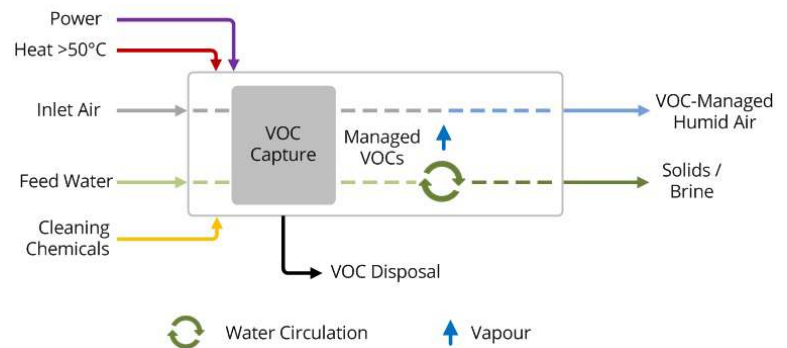 Power
Heat >50°C
Inlet Air
VOC
Capture
Managed
VOCs
VOC-Managed
Humid Air
Feed Water
Solids /
Brine
Cleaning
Chemicals
VOC Disposal
Water Circulation
Vapour